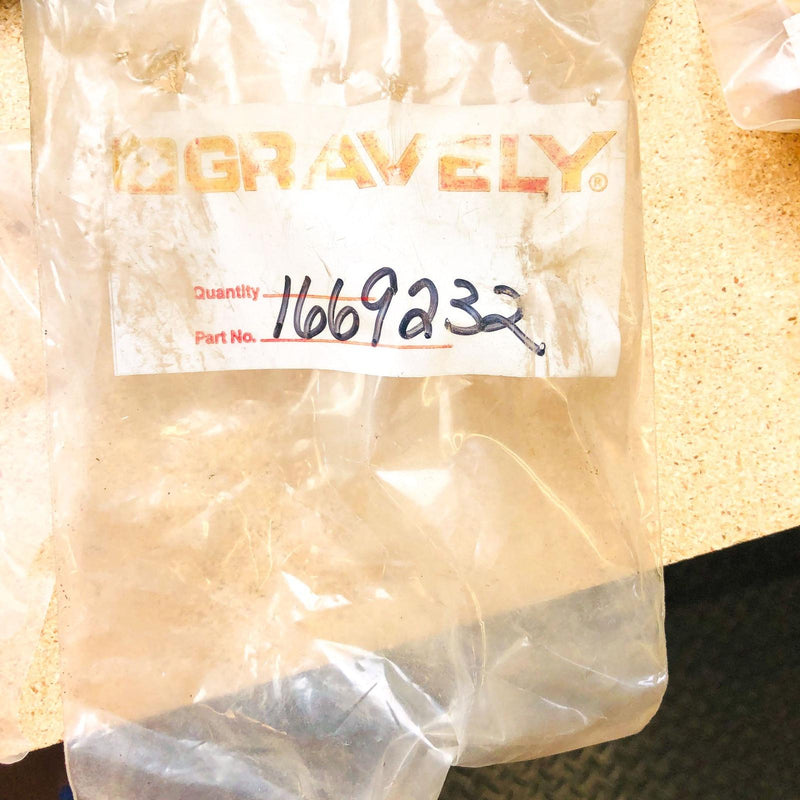 GRAVELY®
Quantity
1669232
Part No.